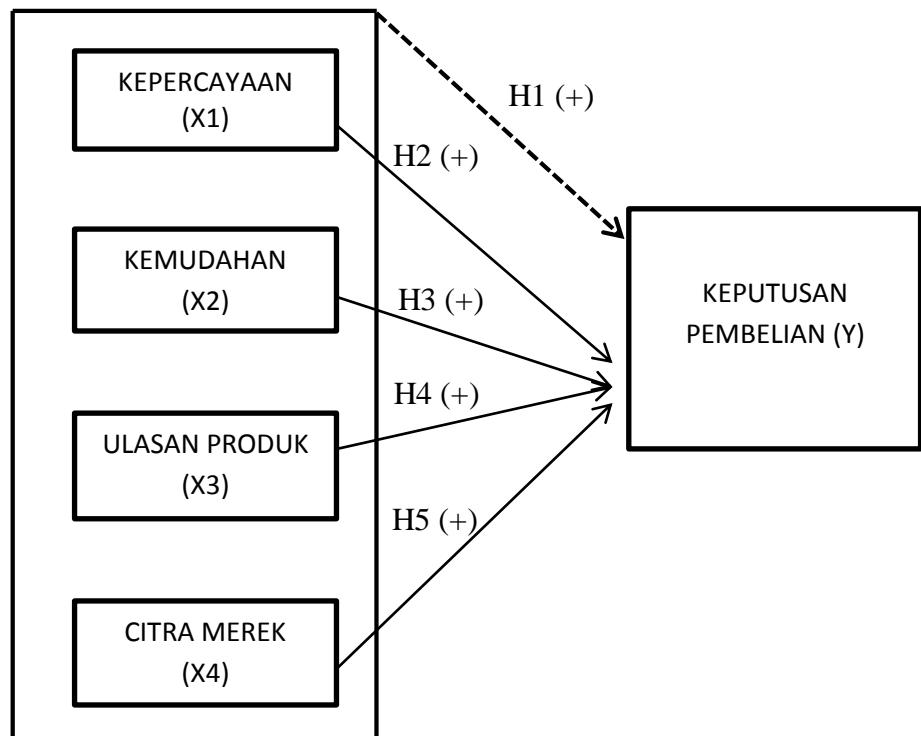 KEPERCAYAAN
(X1)
H1 (+)
H2 (+)
KEMUDAHAN
(X2)
H3 (+)
KEPUTUSAN
PEMBELIAN (Y)
H4 (+)
ULASAN PRODUK
(X3)
H5 (+)
CITRA MEREK
(X4)